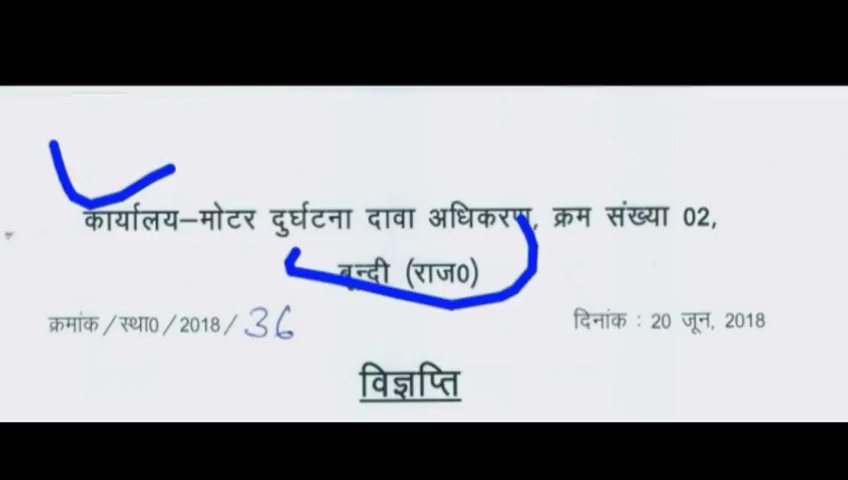 कार्यालय–मोटर दुर्घटना दावा अधिकरण, क्रम संख्या 02,
बून्दी (राज0)
क्रमांक / स्था0 / 2018 / 36 दिनांक : 20 जून, 2018
विज्ञप्ति